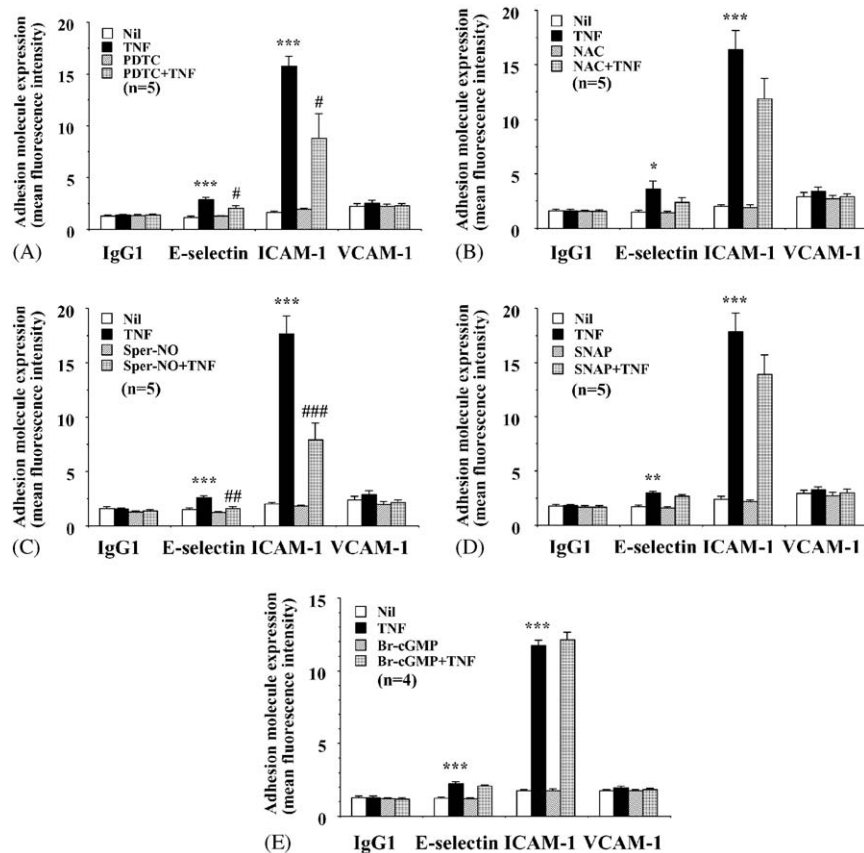 Adhesion molecule expression
(mean fluorescence intensity)
20
15
10
5
0
Nil
TNF
PDTC
PDTC+TNF
(n=5)
***
#
***
#
(A)
IgG1 E-selectin ICAM-1 VCAM-1
Adhesion molecule expression
(mean fluorescence intensity)
20
15
10
5
0
Nil
TNF
NAC
NAC+TNF
(n=5)
*
***
(B)
IgG1 E-selectin ICAM-1 VCAM-1
Adhesion molecule expression
(mean fluorescence intensity)
20
15
10
5
0
Nil
TNF
Sper-NO
Sper-NO+TNF
(n=5)
***
##
***
###
(C)
IgG1 E-selectin ICAM-1 VCAM-1
Adhesion molecule expression
(mean fluorescence intensity)
20
15
10
5
0
Nil
TNF
SNAP
SNAP+TNF
(n=5)
**
***
(D)
IgG1 E-selectin ICAM-1 VCAM-1
Adhesion molecule expression
(mean fluorescence intensity)
15
10
5
0
Nil
TNF
Br-cGMP
Br-cGMP+TNF
(n=4)
***
***
(E)
IgG1 E-selectin ICAM-1 VCAM-1